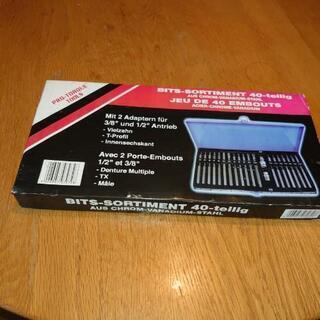 PRO-TORQUE
TOOLS
BITS-SORTIMENT 40-teilig
AUS CHROM-VANADIUM-STAHL
JEU DE 40 EMBOUTS
ACIER-CHROME-VANADIUM
Mit 2 Adaptern für
3/8" und 1/2" Antrieb
- Vielzahn
- T-Profil
- Innensechskant
Avec 2 Porte-Embouts
1/2" et 3/8"
- Denture Multiple
- TX
- Mâle
BITS-SORTIMENT 40-teilig
AUS CHROM-VANADIUM-STAHL